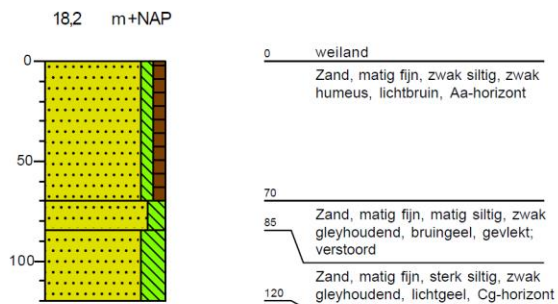 18,2 m+NAP
0
0 weiland
Zand, matig fijn, zwak siltig, zwak
humeus, lichtbruin, Aa-horizont
50
70
Zand, matig fijn, matig siltig, zwak
85
gleyhoudend, bruingeel, gevlekt;
verstoord
100
Zand, matig fijn, sterk siltig, zwak
120
gleyhoudend, lichtgeel, Cg-horizont